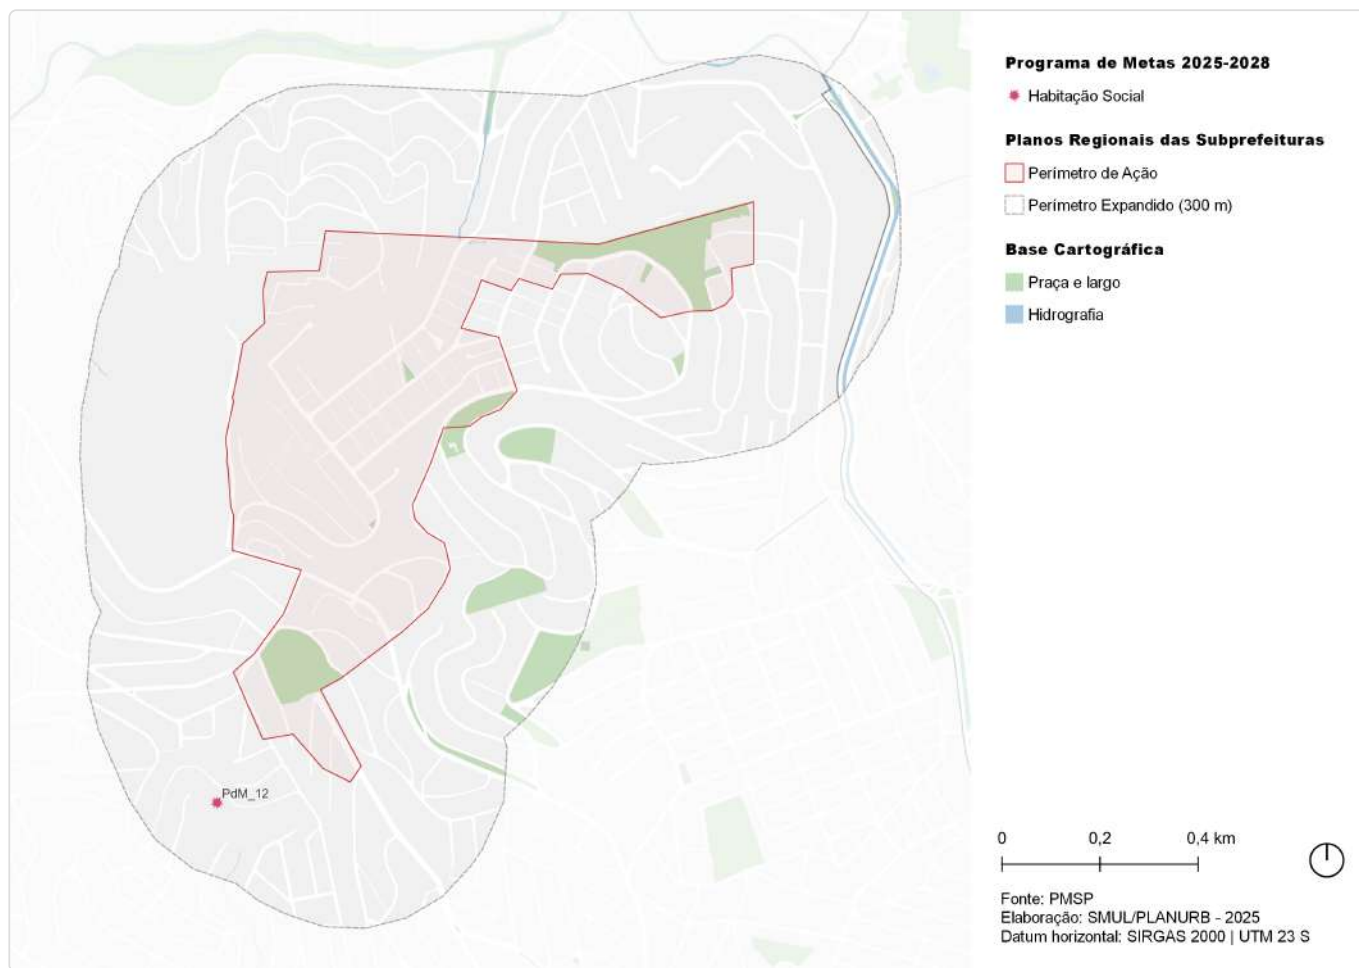 Programa de Metas 2025-2028
Habitação Social
Planos Regionais das Subprefeituras
Perímetro de Ação
Perímetro Expandido (300 m)
Base Cartográfica
Praça e largo
Hidrografia
PdM_12
0 0,2 0,4 km
Fonte: PMSP
Elaboração: SMUL/PLANURB - 2025
Datum horizontal: SIRGAS 2000 | UTM 23 S